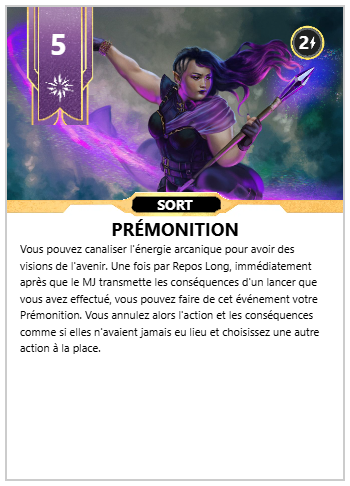 5
2
SORT
PRÉMONITION
Vous pouvez canaliser l'énergie arcanique pour avoir des
visions de l'avenir. Une fois par Repos Long, immédiatement
après que le MJ transmette les conséquences d'un lancer que
vous avez effectué, vous pouvez faire de cet événement votre
Prémonition. Vous annulez alors l'action et les conséquences
comme si elles n'avaient jamais eu lieu et choisissez une autre
action à la place.